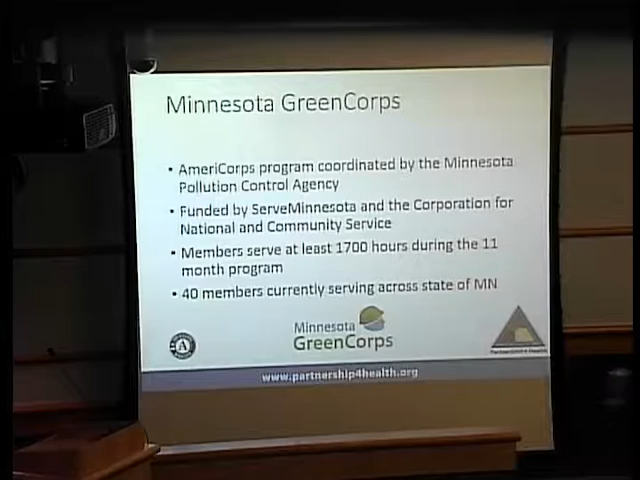 Minnesota GreenCorps
• AmeriCorps program coordinated by the Minnesota
Pollution Control Agency
• Funded by ServeMinnesota and the Corporation for
National and Community Service
• Members serve at least 1700 hours during the 11
month program
• 40 members currently serving across state of MN
A
Minnesota
GreenCorps
Partnership4Health
www.partnership4health.org